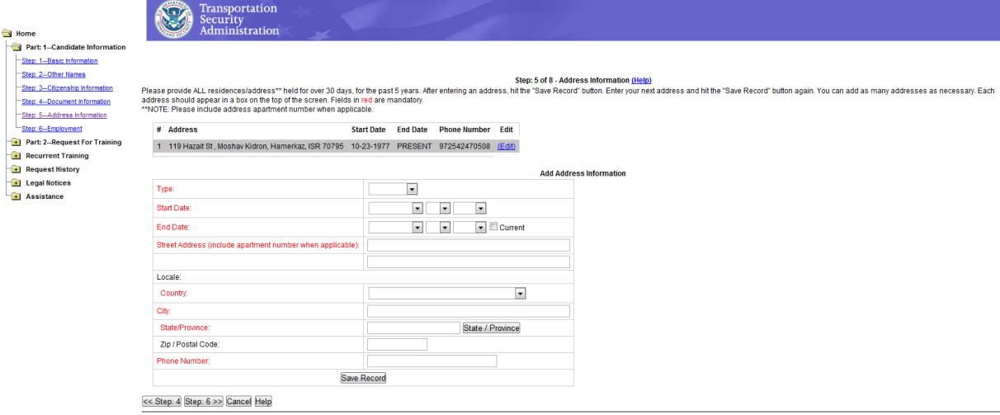 Transportation
Security
Administration
Home
Part: 1--Candidate Information
Step: 1--Basic Information
Step: 2--Other Names
Step: 3--Citizenship Information
Step: 4--Document Information
Step: 5--Address Information
Step: 6--Employment
Part: 2--Request For Training
Recurrent Training
Request History
Legal Notices
Assistance
Step: 5 of 8 - Address Information (Help)
Please provide ALL residences/address** held for over 30 days, for the past 5 years. After entering an address, hit the "Save Record" button. Enter your next address and hit the "Save Record" button again. You can add as many addresses as necessary. Each
address should appear in a box on the top of the screen. Fields in red are mandatory.
**NOTE: Please include address apartment number when applicable.
# Address Start Date End Date Phone Number Edit
1 119 Hazait St , Moshav Kidron, Hamerkaz, ISR 70795 10-23-1977 PRESENT 972542470508 (Edit)
Add Address Information
Type:
Start Date:
End Date: Current
Street Address (include apartment number when applicable):
Locale:
Country:
City:
State/Province: State / Province
Zip / Postal Code:
Phone Number:
Save Record
<< Step: 4 Step: 6 >> Cancel Help